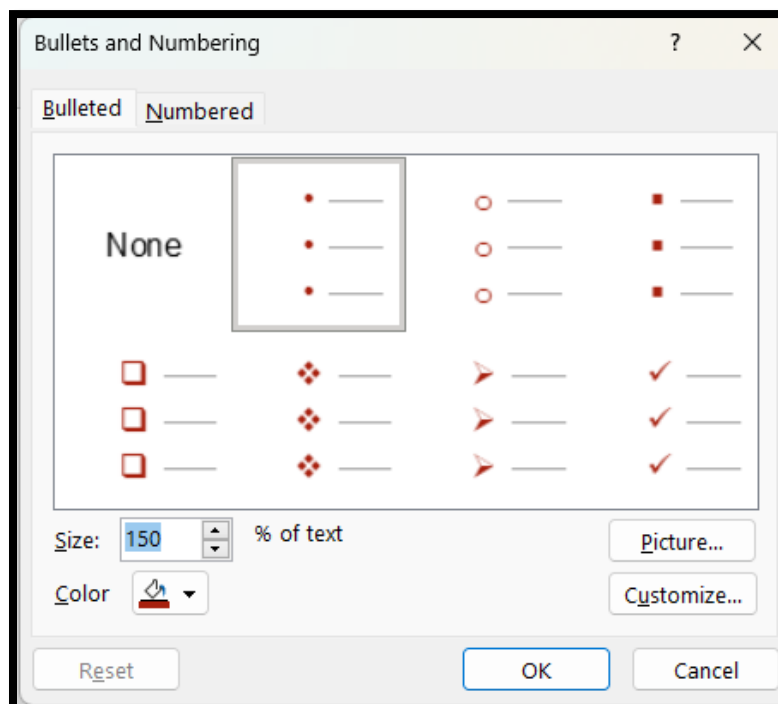 Bullets and Numbering ?
Bulleted Numbered
None
Size: 150 % of text Picture...
Color Customize...
Reset OK Cancel